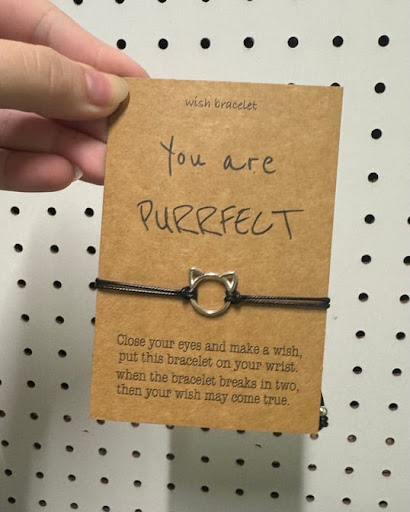 wish bracelet
You are
PURRFECT
Close your eyes and make a wish,
put this bracelet on your wrist.
when the bracelet breaks in two,
then your wish may come true.